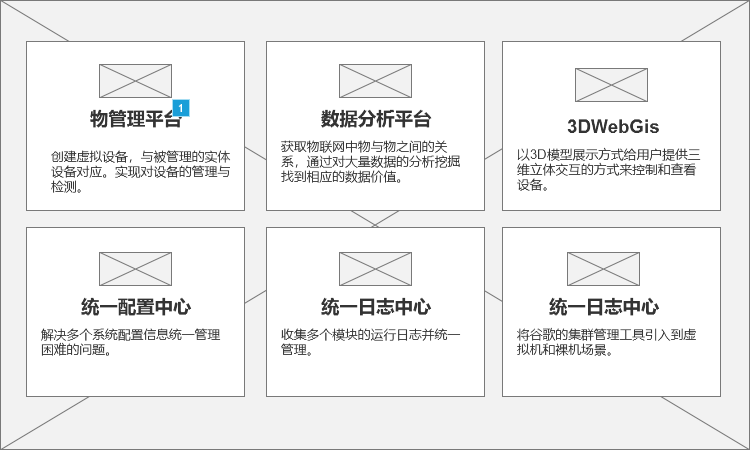 物管理平台
1
创建虚拟设备，与被管理的实体
设备对应。实现对设备的管理与
检测。
数据分析平台
获取物联网中物与物之间的关
系，通过对大量数据的分析挖掘
找到相应的数据价值。
3DWebGis
以3D模型展示方式给用户提供三
维立体交互的方式来控制和查看
设备。
统一配置中心
解决多个系统配置信息统一管理
困难的问题。
统一日志中心
收集多个模块的运行日志并统一
管理。
统一日志中心
将谷歌的集群管理工具引入到虚
拟机和裸机场景。